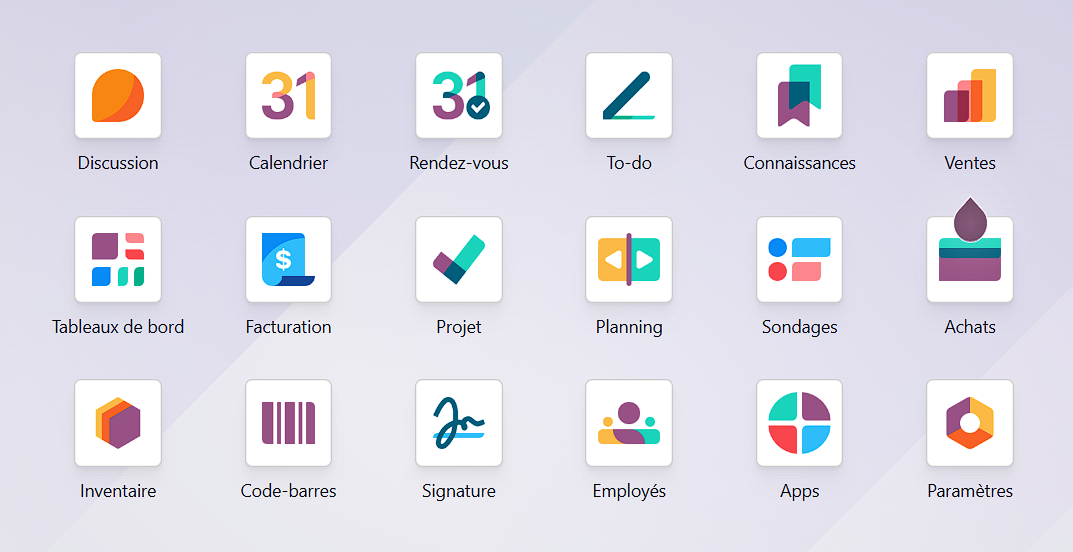 31
31
Discussion
Calendrier
Rendez-vous
To-do
Connaissances
Ventes
$
Tableaux de bord
Facturation
Projet
Planning
Sondages
Achats
Inventaire
Code-barres
Signature
Employés
Apps
Paramètres